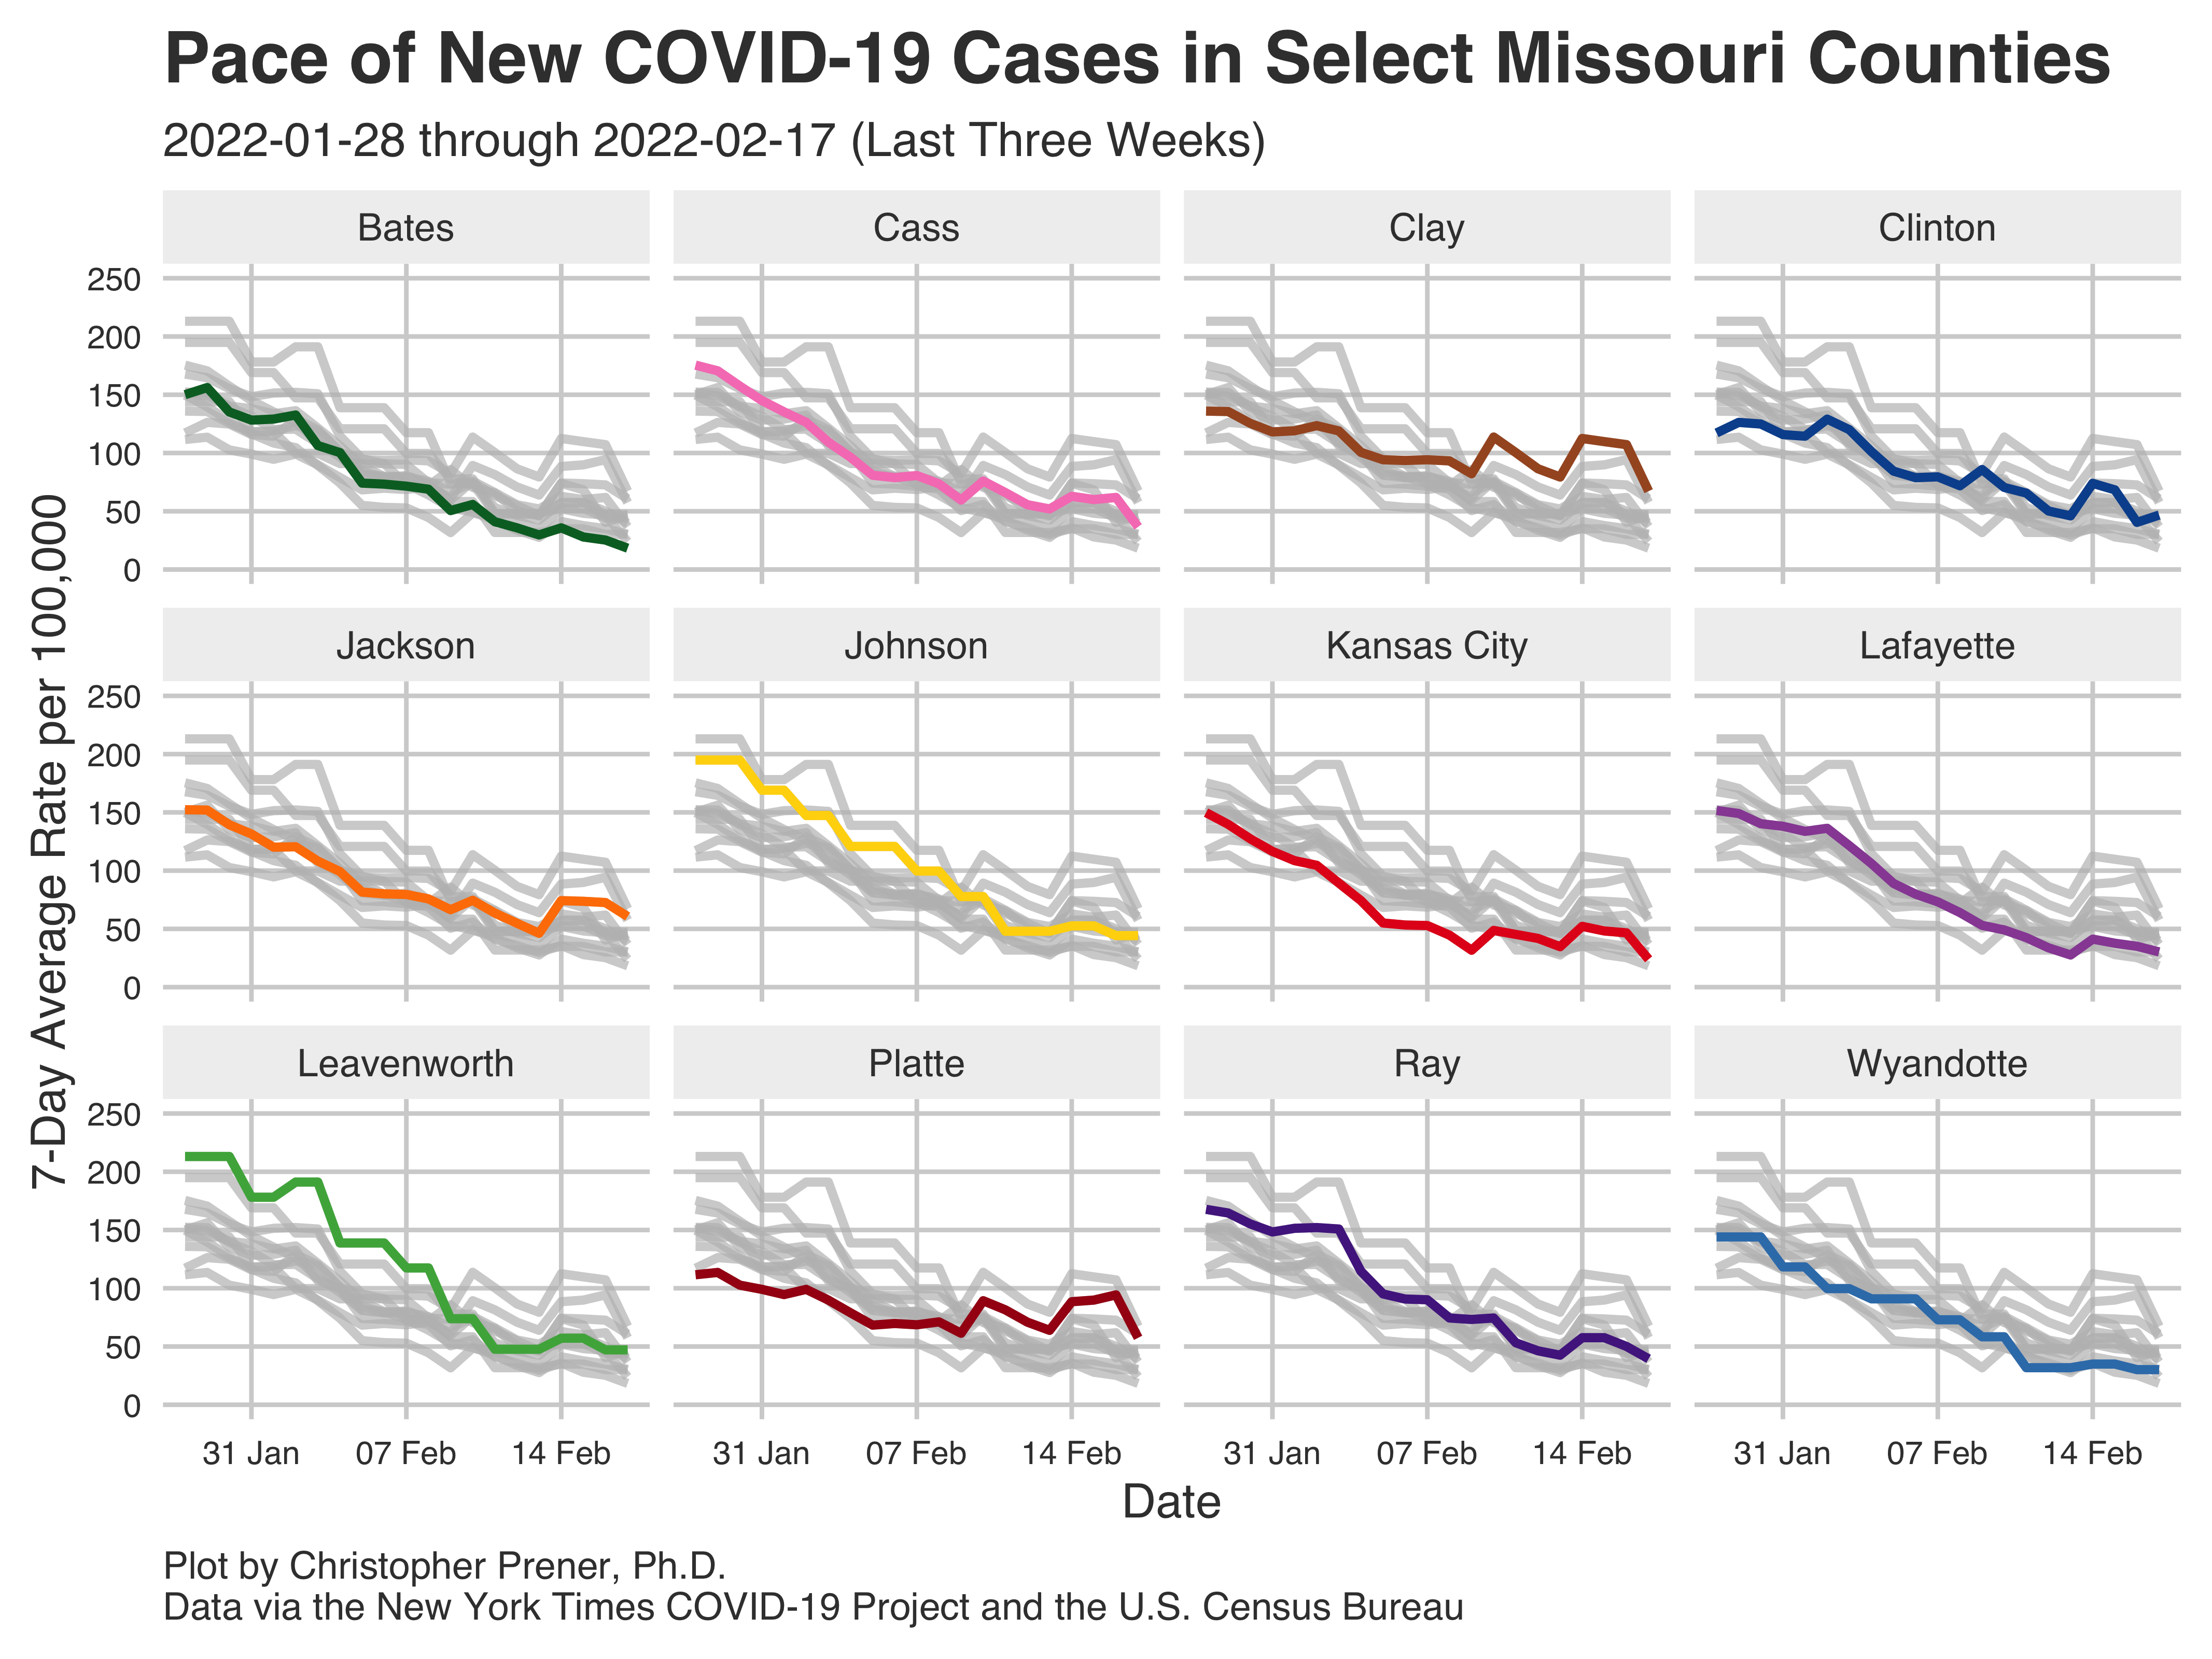 Pace of New COVID-19 Cases in Select Missouri Counties
2022-01-28 through 2022-02-17 (Last Three Weeks)
7-Day Average Rate per 100,000
Bates Cass Clay Clinton
250
200
150
100
50
0
Jackson Johnson Kansas City Lafayette
250
200
150
100
50
0
Leavenworth Platte Ray Wyandotte
250
200
150
100
50
0
31 Jan 07 Feb 14 Feb 31 Jan 07 Feb 14 Feb 31 Jan 07 Feb 14 Feb 31 Jan 07 Feb 14 Feb
Date
Plot by Christopher Prener, Ph.D.
Data via the New York Times COVID-19 Project and the U.S. Census Bureau